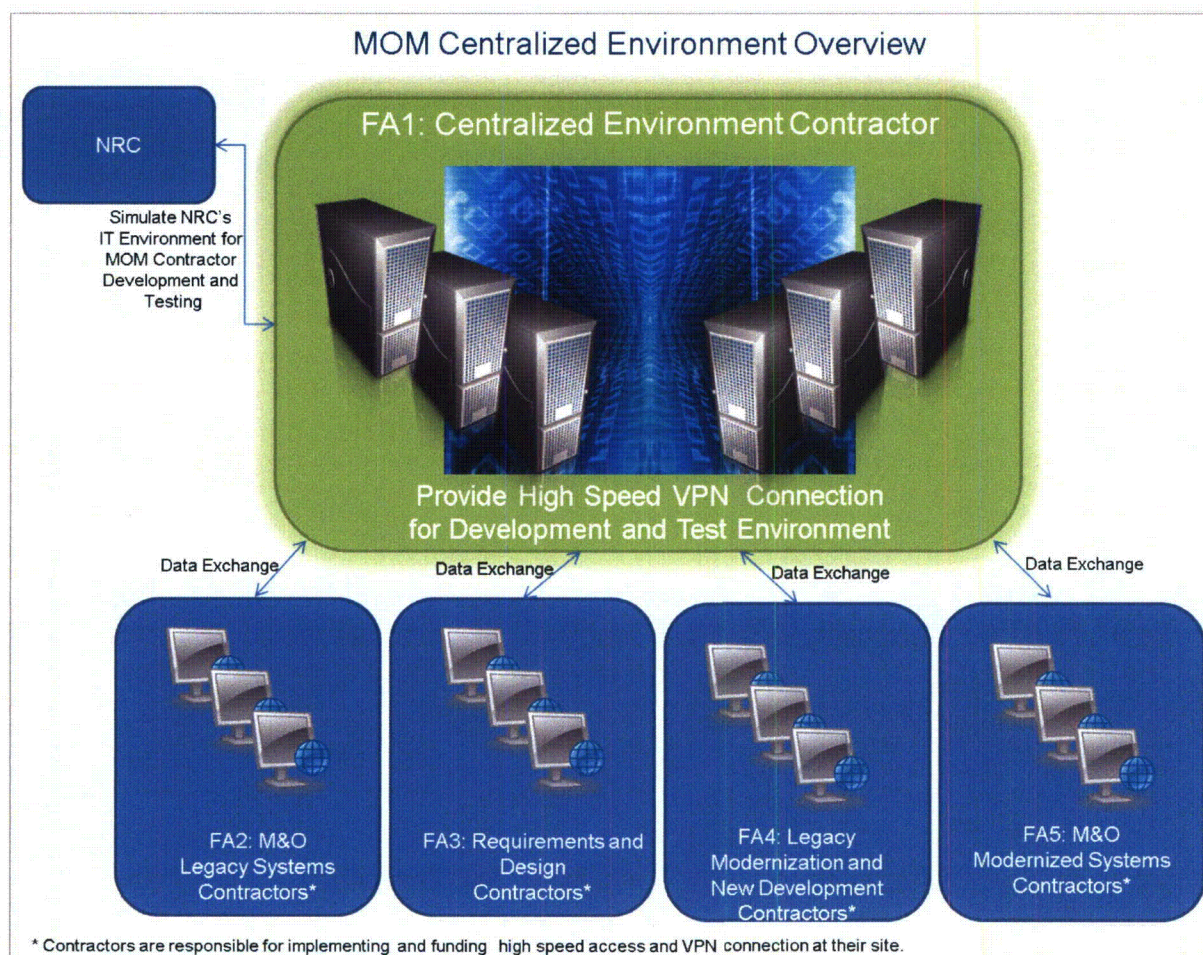 MOM Centralized Environment Overview
NRC
FA1: Centralized Environment Contractor
Simulate NRC's
IT Environment for
MOM Contractor
Development and
Testing
Provide High Speed VPN Connection
for Development and Test Environment
Data Exchange
Data Exchange
Data Exchange
Data Exchange
FA2: M&O
Legacy Systems
Contractors*
FA3: Requirements and
Design
Contractors*
FA4: Legacy
Modernization and
New Development
Contractors*
FA5: M&O
Modernized Systems
Contractors*
* Contractors are responsible for implementing and funding high speed access and VPN connection at their site.